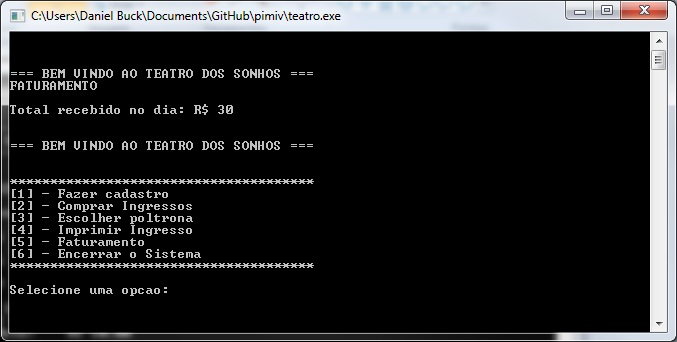 C:\Users\Daniel Buck\Documents\GitHub\pimiv\teatro.exe
=== BEM VINDO AO TEATRO DOS SONHOS ===
FATURAMENTO
Total recebido no dia: R$ 30
=== BEM VINDO AO TEATRO DOS SONHOS ===
**************************************
[1] - Fazer cadastro
[2] - Comprar Ingressos
[3] - Escolher poltrona
[4] - Imprimir Ingresso
[5] - Faturamento
[6] - Encerrar o Sistema
**************************************
Selecione uma opcao: